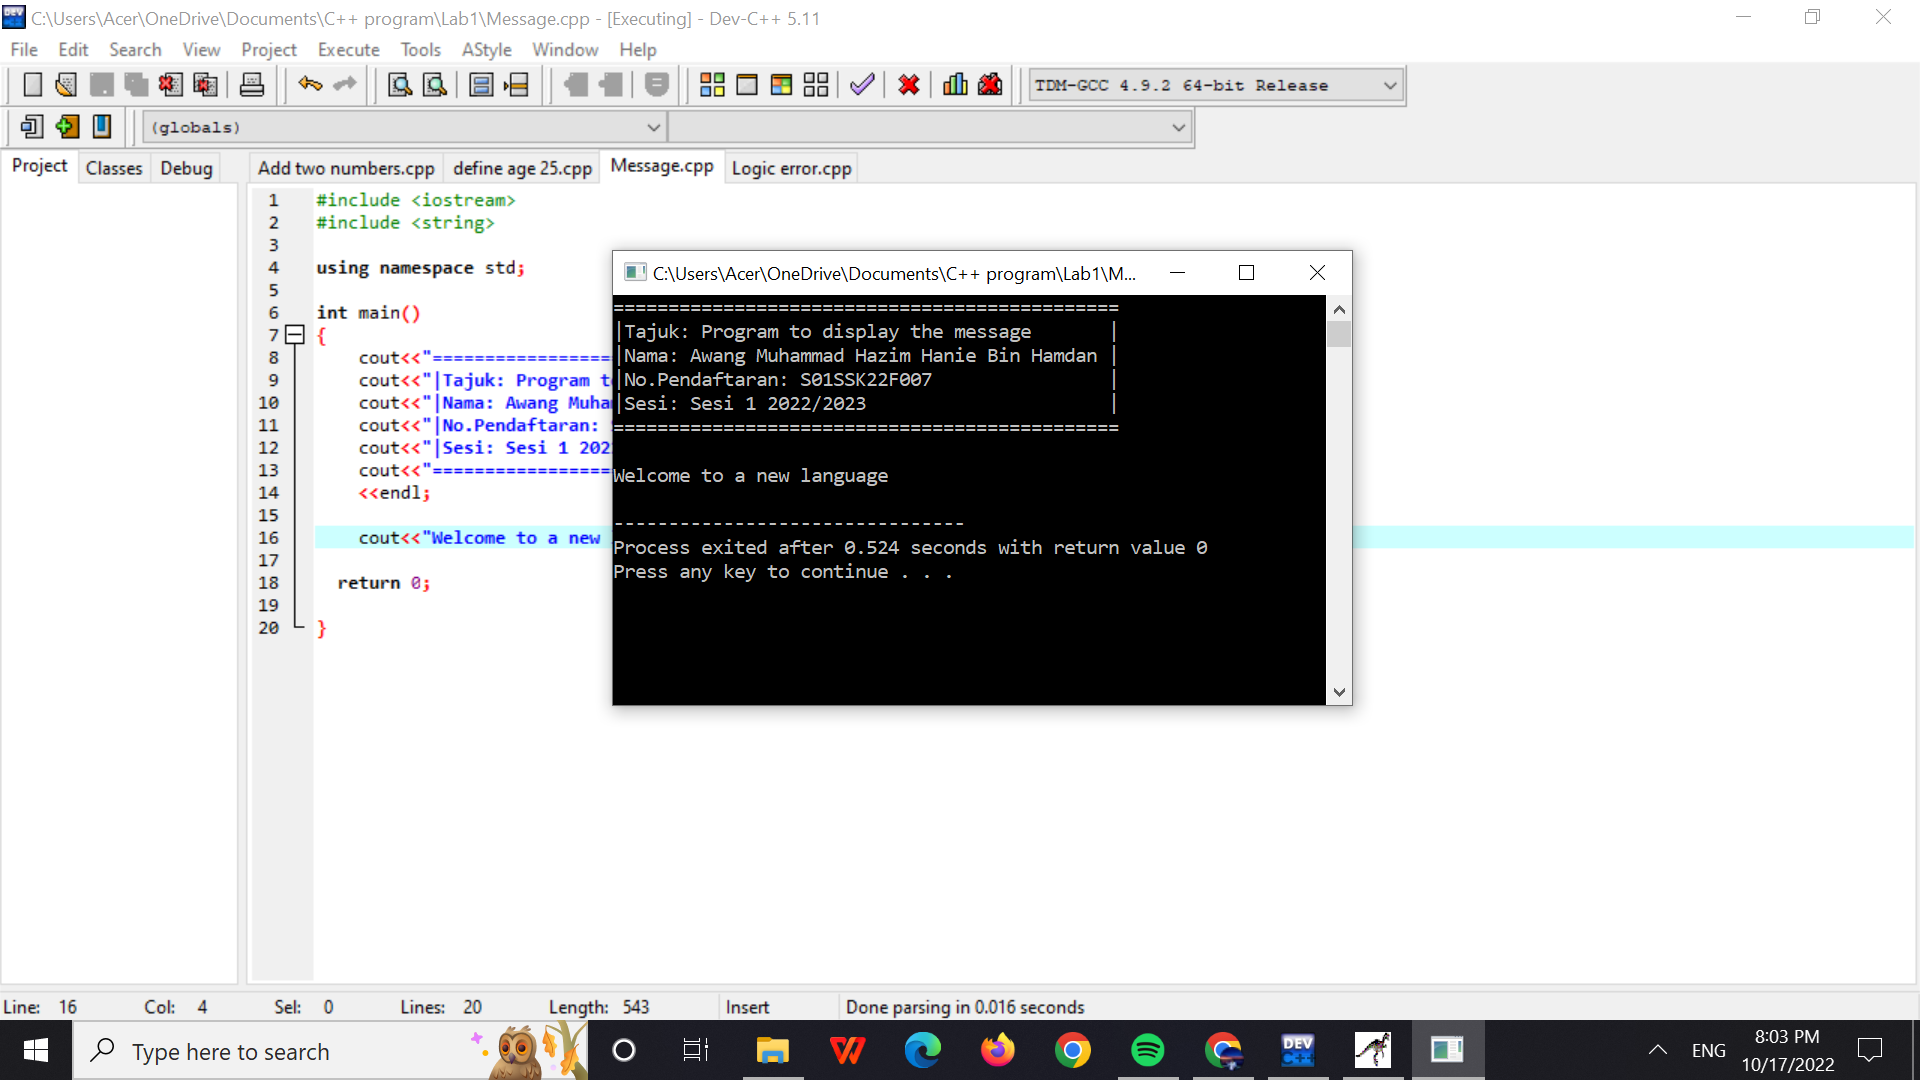 C:\Users\Acer\OneDrive\Documents\C++ program\Lab1\Message.cpp - [Executing] - Dev-C++ 5.11
File Edit Search View Project Execute Tools AStyle Window Help
TDM-GCC 4.9.2 64-bit Release
(globals)
Project Classes Debug
Add two numbers.cpp define age 25.cpp Message.cpp Logic error.cpp
1 #include <iostream>
2 #include <string>
3
4 using namespace std;
5
6 int main()
7 {
8 cout<<"=================
9 cout<<"|Tajuk: Program t
10 cout<<"|Nama: Awang Muha
11 cout<<"|No.Pendaftaran:
12 cout<<"|Sesi: Sesi 1 202
13 cout<<"=================
14 <<endl;
15
16 cout<<"Welcome to a new
17
18 return 0;
19
20 }
C:\Users\Acer\OneDrive\Documents\C++ program\Lab1\M...
==============================================
|Tajuk: Program to display the message       |
|Nama: Awang Muhammad Hazim Hanie Bin Hamdan |
|No.Pendaftaran: S01SSK22F007                |
|Sesi: Sesi 1 2022/2023                      |
==============================================
Welcome to a new language
--------------------------------
Process exited after 0.524 seconds with return value 0
Press any key to continue . . .
Line: 16 Col: 4 Sel: 0 Lines: 20 Length: 543 Insert Done parsing in 0.016 seconds
Type here to search
DEV C++
ENG
8:03 PM
10/17/2022